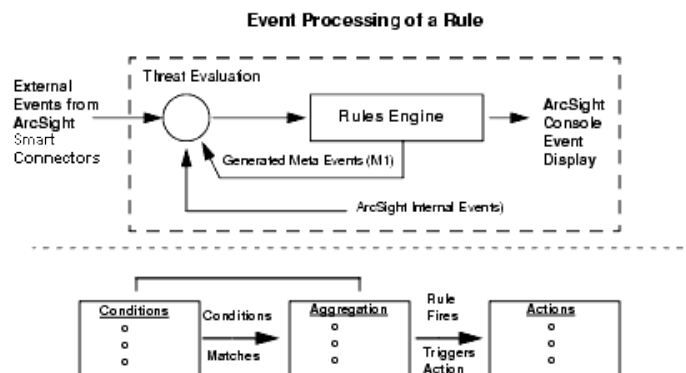 Event Processing of a Rule
Threat Evaluation
External
Events from
ArcSight
Smart
Connectors
Rules Engine
ArcSight
Console
Event
Display
Generated Meta Events (M1)
ArcSight Internal Events)
Conditions
Conditions
Matches
Aggregation
Rule
Fires
Triggers
Action
Actions